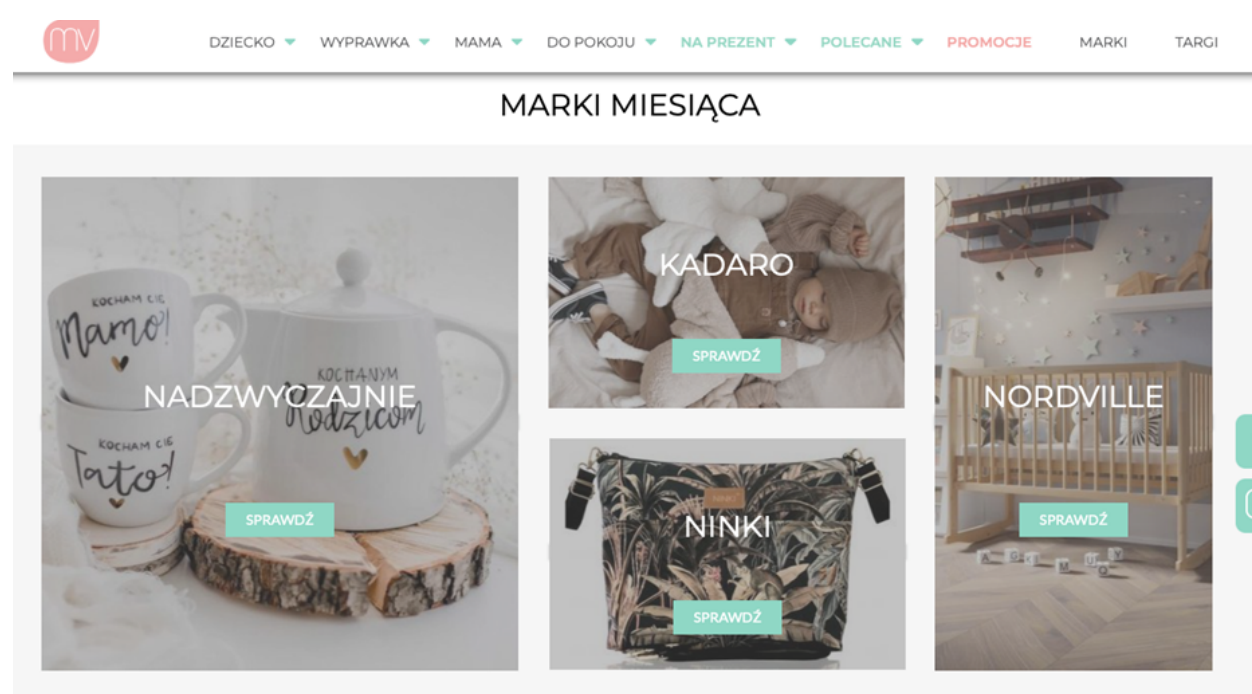 mv
DZIECKO WYPRAWKA MAMA DO POKOJU NA PREZENT POLECANE PROMOCJE MARKI TARGI
MARKI MIESIĄCA
KOCHAM CIĘ
Mamo!
KOCHAM CIĘ
Tato!
KOCHANYM
Rodzicom
NADZWYCZAJNIE
SPRAWDŹ
KADARO
SPRAWDŹ
NINKI
NINKI
SPRAWDŹ
NORDVILLE
SPRAWDŹ